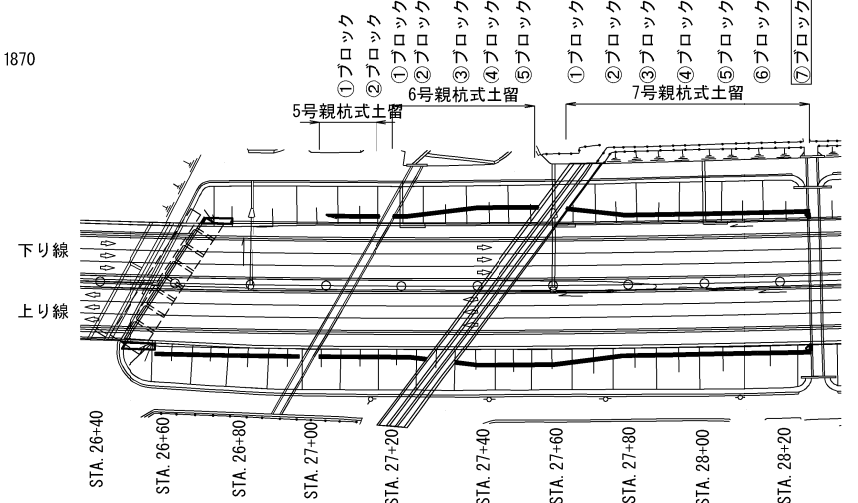 1870
①ブロック
②ブロック
①ブロック
②ブロック
③ブロック
④ブロック
⑤ブロック
①ブロック
②ブロック
③ブロック
④ブロック
⑤ブロック
⑥ブロック
⑦ブロック
5号親杭式土留
6号親杭式土留
7号親杭式土留
下り線
上り線
STA. 26+40
STA. 26+60
STA. 26+80
STA. 27+00
STA. 27+20
STA. 27+40
STA. 27+60
STA. 27+80
STA. 28+00
STA. 28+20